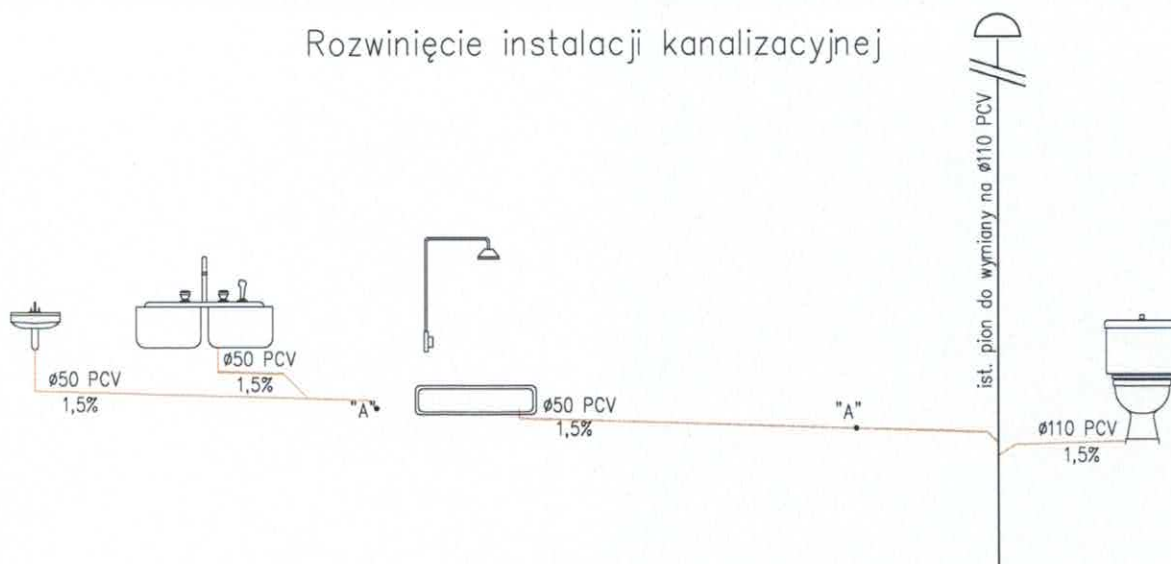 Rozwinięcie instalacji kanalizacyjnej
ist. pion do wymiany na ø110 PCV
ø50 PCV
1,5%
ø50 PCV
1,5%
"A"
ø50 PCV
1,5%
"A"
ø110 PCV
1,5%